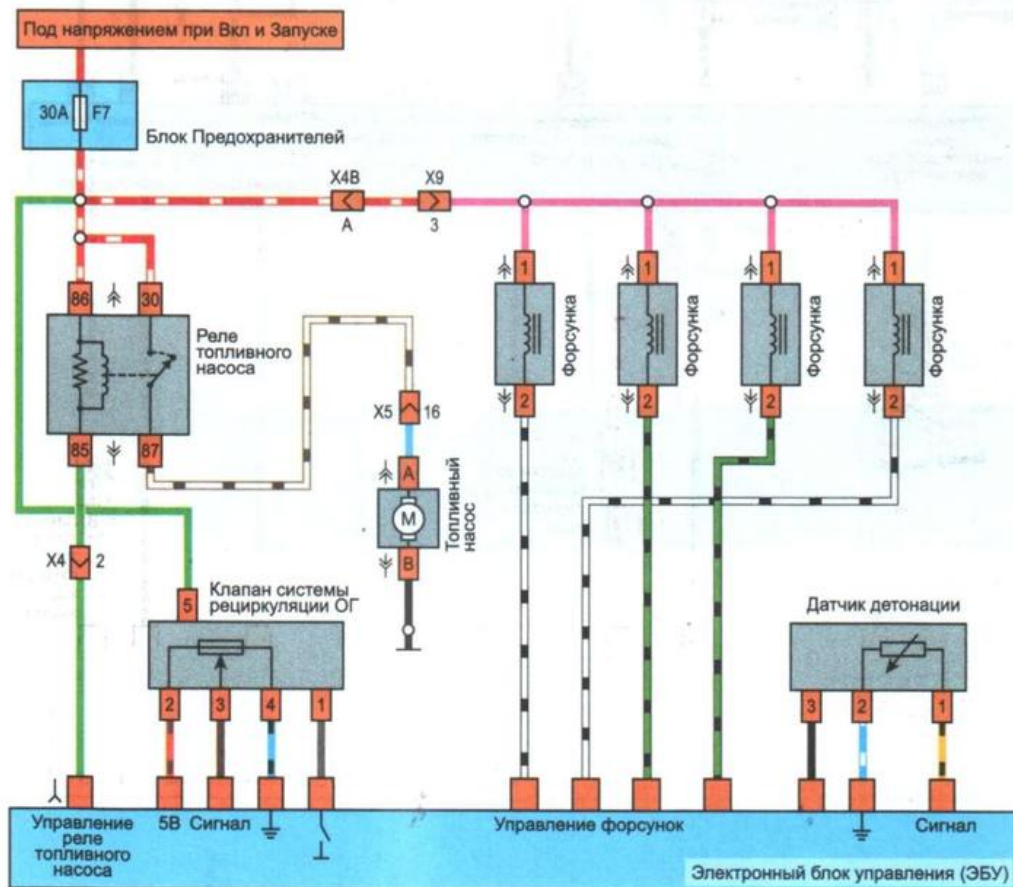 Под напряжением при Вкл и Запуске
30А F7
Блок Предохранителей
X4B
A
X9
3
86
30
Реле
топливного
насоса
85
87
X4 2
X5 16
A
M
Топливный
насос
B
1
Форсунка
2
1
Форсунка
2
1
Форсунка
2
1
Форсунка
2
Клапан системы
рециркуляции ОГ
5
2
3
4
1
Датчик детонации
3
2
1
Управление
реле
топливного
насоса
5В Сигнал
Управление форсунок
Сигнал
Электронный блок управления (ЭБУ)